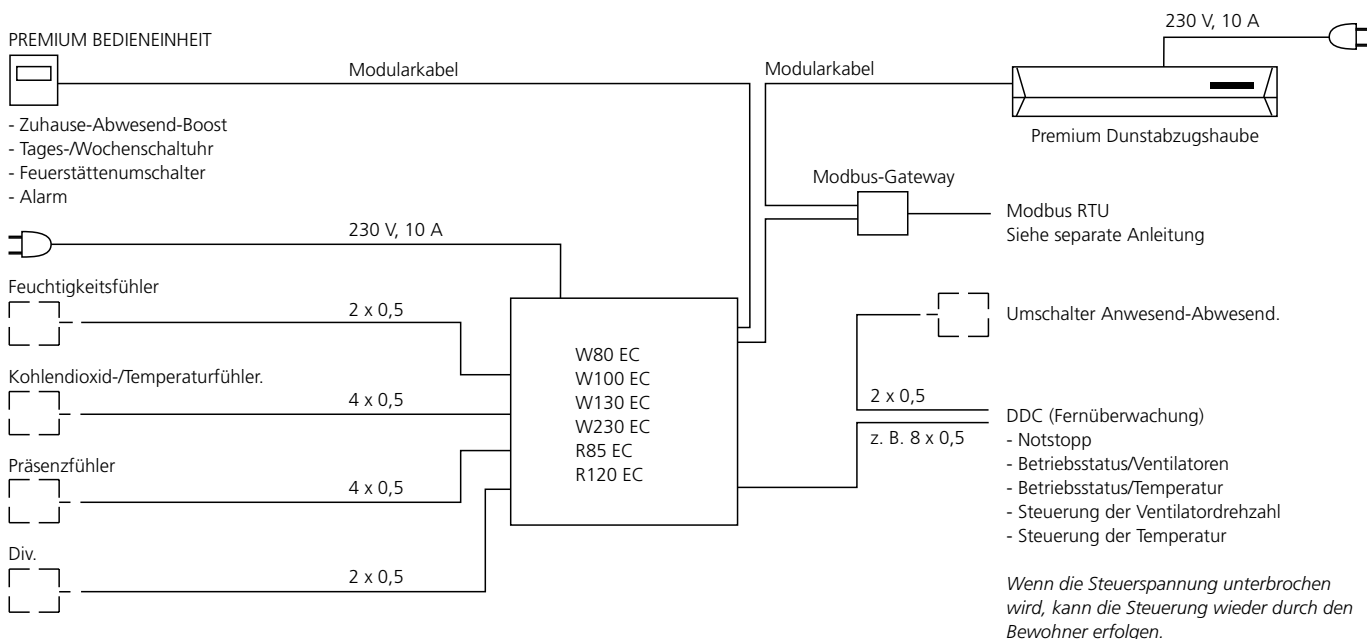 230 V, 10 A
PREMIUM BEDIENEINHEIT
Modularkabel
Modularkabel
- Zuhause-Abwesend-Boost
- Tages-/Wochenschaltuhr
- Feuerstättenumschalter
- Alarm
Premium Dunstabzugshaube
Modbus-Gateway
Modbus RTU
Siehe separate Anleitung
230 V, 10 A
Feuchtigkeitsfühler
2 x 0,5
Kohlendioxid-/Temperaturfühler.
4 x 0,5
Präsenzfühler
4 x 0,5
Div.
2 x 0,5
W80 EC
W100 EC
W130 EC
W230 EC
R85 EC
R120 EC
Umschalter Anwesend-Abwesend.
2 x 0,5
z. B. 8 x 0,5
DDC (Fernüberwachung)
- Notstopp
- Betriebsstatus/Ventilatoren
- Betriebsstatus/Temperatur
- Steuerung der Ventilatordrehzahl
- Steuerung der Temperatur
Wenn die Steuerspannung unterbrochen
wird, kann die Steuerung wieder durch den
Bewohner erfolgen.